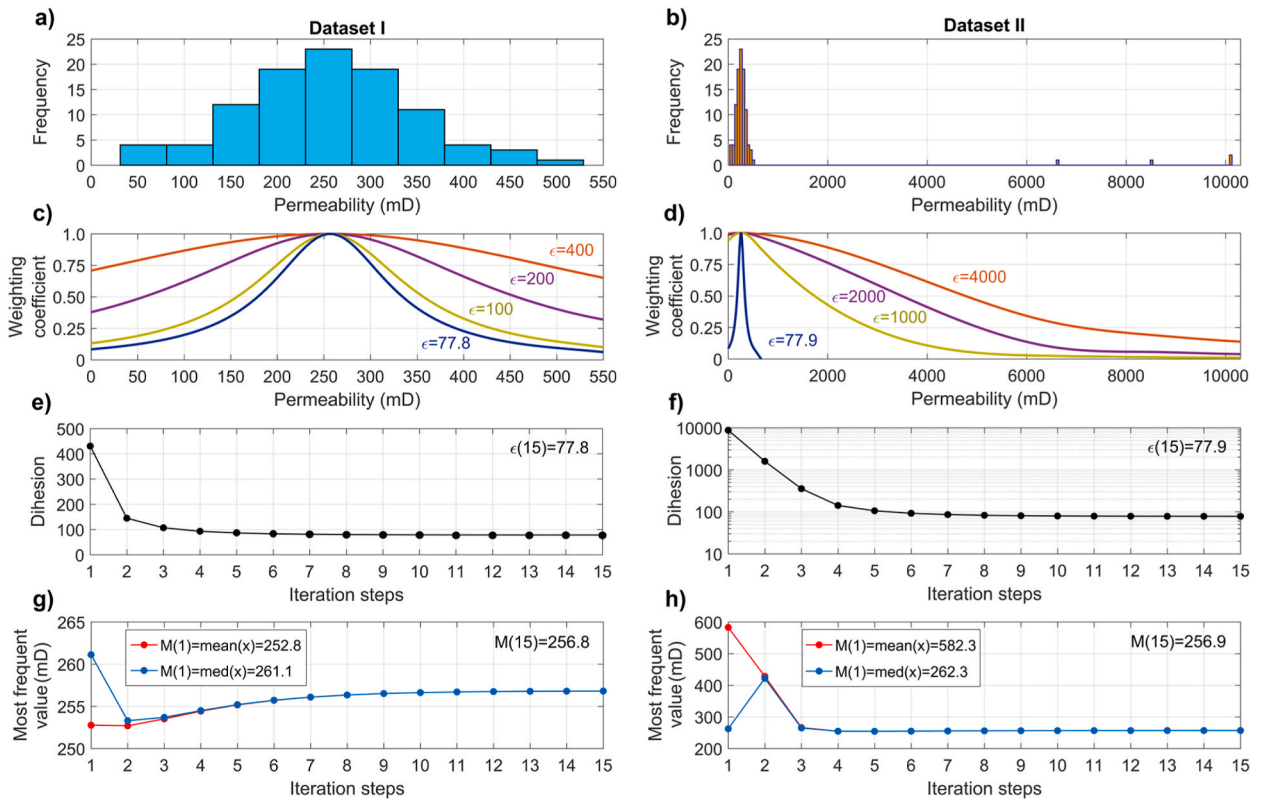 a)
Dataset I
Frequency
25
20
15
10
5
0
0 50 100 150 200 250 300 350 400 450 500 550
Permeability (mD)
b)
Dataset II
Frequency
25
20
15
10
5
0
0 2000 4000 6000 8000 10000
Permeability (mD)
c)
Weighting
coefficient
1.0
0.75
0.50
0.25
0
ϵ=400
ϵ=200
ϵ=100
ϵ=77.8
0 50 100 150 200 250 300 350 400 450 500 550
Permeability (mD)
d)
Weighting
coefficient
1.0
0.75
0.50
0.25
0
ϵ=4000
ϵ=2000
ϵ=1000
ϵ=77.9
0 2000 4000 6000 8000 10000
Permeability (mD)
e)
Dihesion
500
400
300
200
100
0
ϵ(15)=77.8
1 2 3 4 5 6 7 8 9 10 11 12 13 14 15
Iteration steps
f)
Dihesion
10000
1000
100
10
ϵ(15)=77.9
1 2 3 4 5 6 7 8 9 10 11 12 13 14 15
Iteration steps
g)
Most frequent
value (mD)
265
260
255
250
M(1)=mean(x)=252.8
M(1)=med(x)=261.1
M(15)=256.8
1 2 3 4 5 6 7 8 9 10 11 12 13 14 15
Iteration steps
h)
Most frequent
value (mD)
600
500
400
300
200
M(1)=mean(x)=582.3
M(1)=med(x)=262.3
M(15)=256.9
1 2 3 4 5 6 7 8 9 10 11 12 13 14 15
Iteration steps